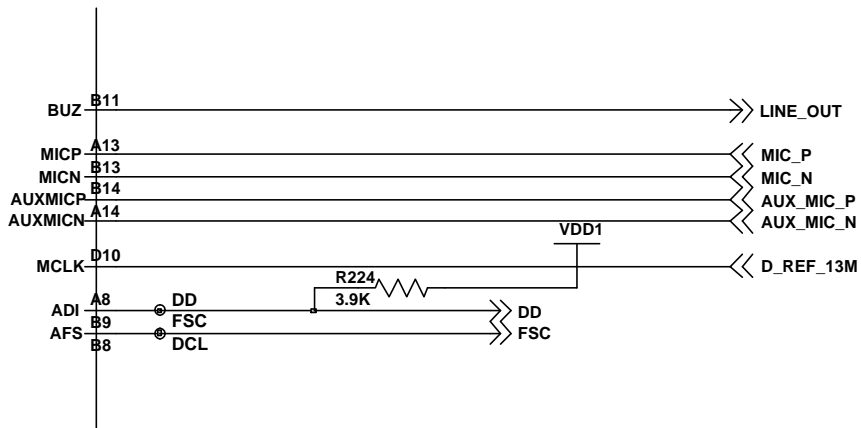 BUZ B11 LINE_OUT
MICP A13 MIC_P
MICN B13 MIC_N
AUXMICP B14 AUX_MIC_P
AUXMICN A14 AUX_MIC_N
VDD1
MCLK D10 D_REF_13M
R224
3.9K
ADI A8 DD DD
AFS B9 FSC FSC
B8 DCL